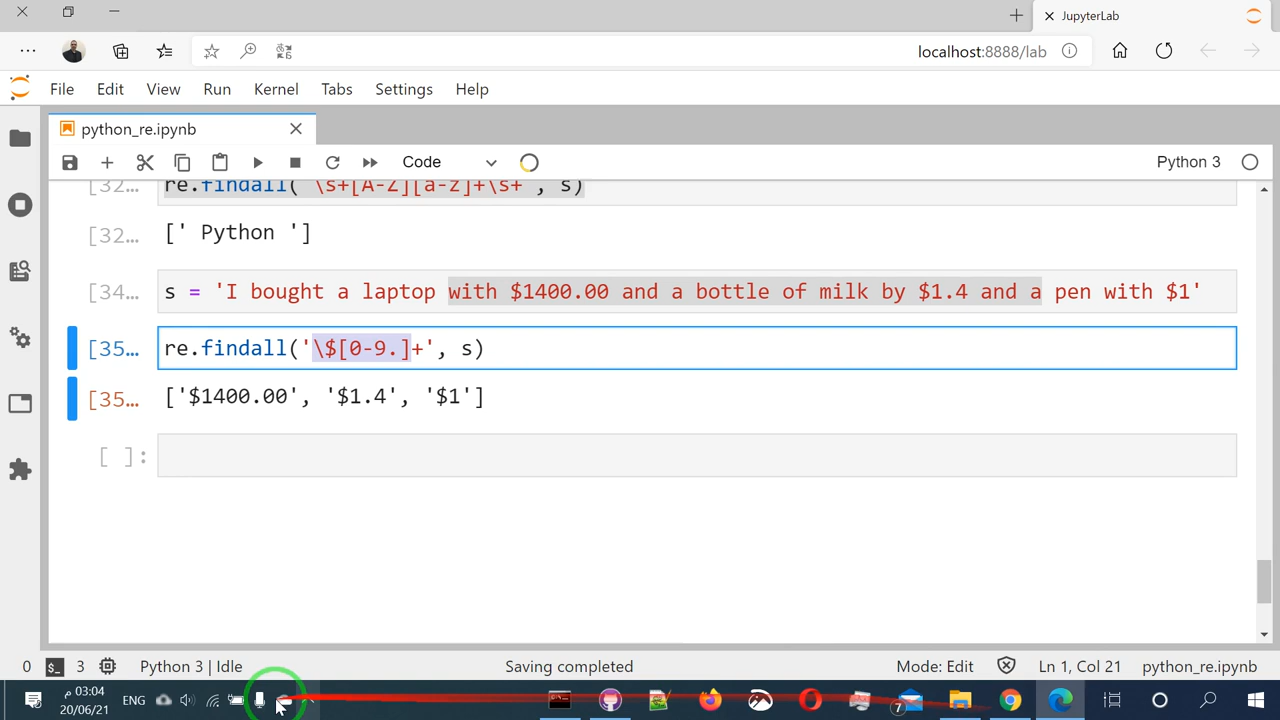 JupyterLab
localhost:8888/lab
File Edit View Run Kernel Tabs Settings Help
python_re.ipynb
Code
Python 3
[32… re.findall('\s+[A-Z][a-z]+\s+', s)
[32… [' Python ']
[34… s = 'I bought a laptop with $1400.00 and a bottle of milk by $1.4 and a pen with $1'
[35… re.findall('\$[0-9.]+', s)
[35… ['$1400.00', '$1.4', '$1']
[ ]:
0 $_ 3 Python 3 | Idle Saving completed Mode: Edit Ln 1, Col 21 python_re.ipynb
03:04 م ENG 7
20/06/21